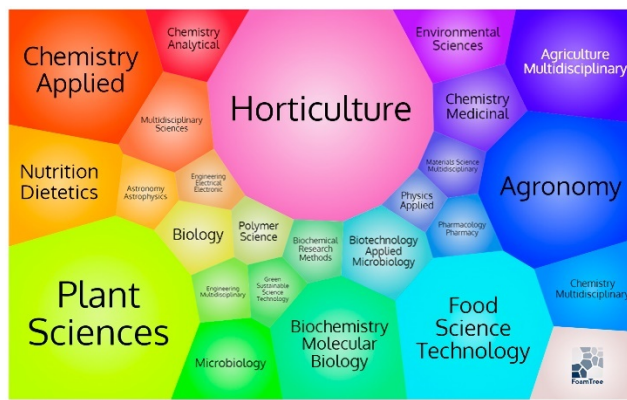 Chemistry
Applied
Chemistry
Analytical
Horticulture
Environmental
Sciences
Agriculture
Multidisciplinary
Multidisciplinary
Sciences
Chemistry
Medicinal
Nutrition
Dietetics
Astronomy
Astrophysics
Engineering
Electrical
Electronic
Materials Science
Multidisciplinary
Physics
Applied
Agronomy
Biology
Polymer
Science
Biochemical
Research
Methods
Biotechnology
Applied
Microbiology
Pharmacology
Pharmacy
Plant
Sciences
Engineering
Multidisciplinary
Green
Sustainable
Science
Technology
Microbiology
Biochemistry
Molecular
Biology
Food
Science
Technology
Chemistry
Multidisciplinary
FoamTree